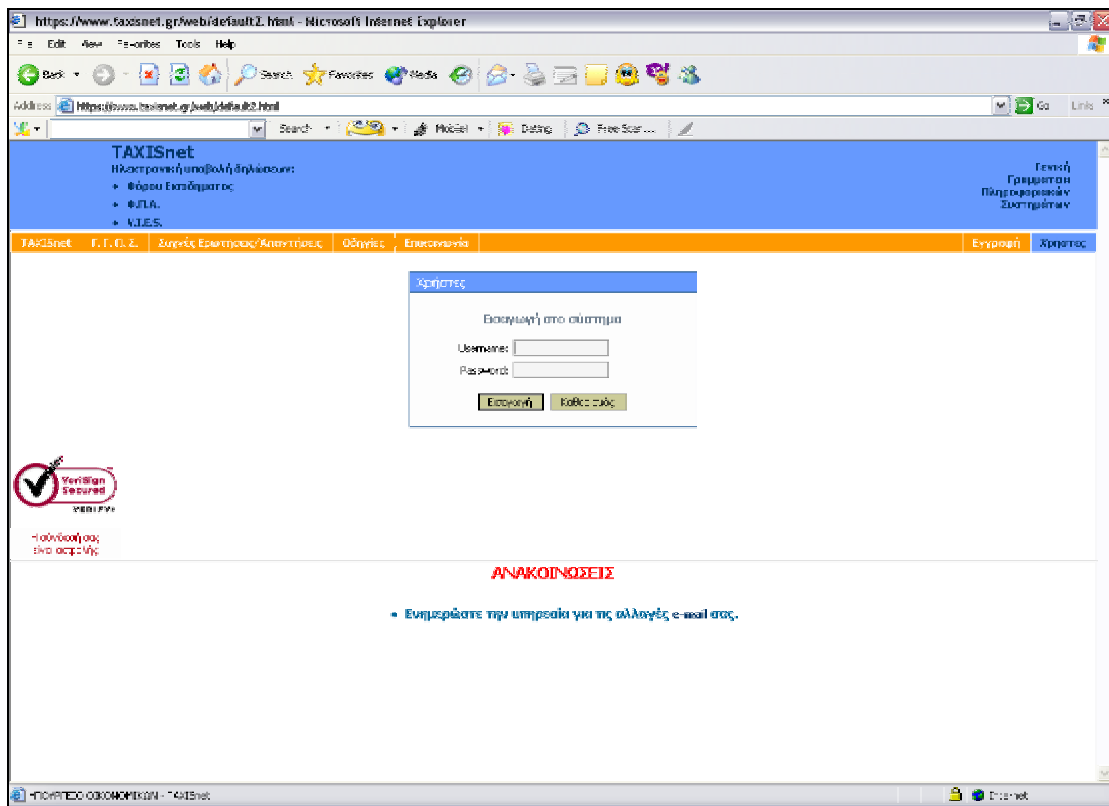 https://www.taxisnet.gr/web/default2.html - Microsoft Internet Explorer
File Edit View Favorites Tools Help
Back Search Favorites Media
Address https://www.taxisnet.gr/web/default2.html Go Links
Search Dating
TAXISnet
Ηλεκτρονική υποβολή δηλώσεων:
Φόρου Εισοδήματος
Φ.Π.Α.
V.I.E.S.
Γενική
Γραμματεία
Πληροφοριακών
Συστημάτων
TAXISnet Γ.Γ.Π.Σ. Συχνές Ερωτήσεις/Απαντήσεις Οδηγίες Επικοινωνία Εγγραφή Χρήστες
Χρήστες
Εισαγωγή στο σύστημα
Username:
Password:
Εισαγωγή Καθαρισμός
VeriSign
Secured
VERIFY
Η σύνδεσή σας
είναι ασφαλής
ΑΝΑΚΟΙΝΩΣΕΙΣ
Ενημερώσατε την υπηρεσία για τις αλλαγές e-mail σας.
ΥΠΟΥΡΓΕΙΟ ΟΙΚΟΝΟΜΙΚΩΝ - TAXISnet Internet